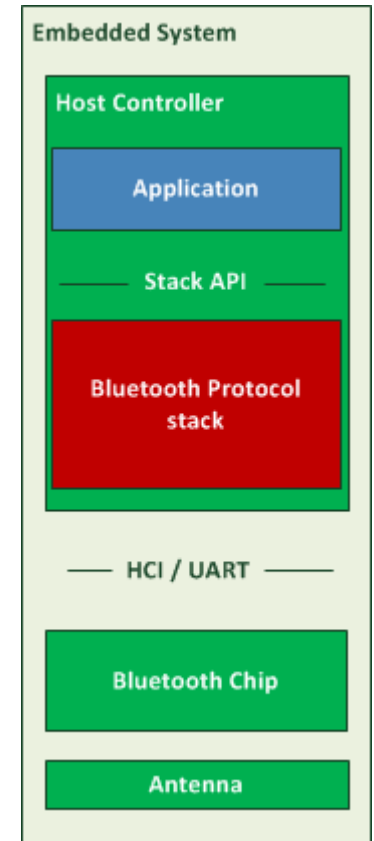 Embedded System
Host Controller
Application
Stack API
Bluetooth Protocol
stack
HCI / UART
Bluetooth Chip
Antenna